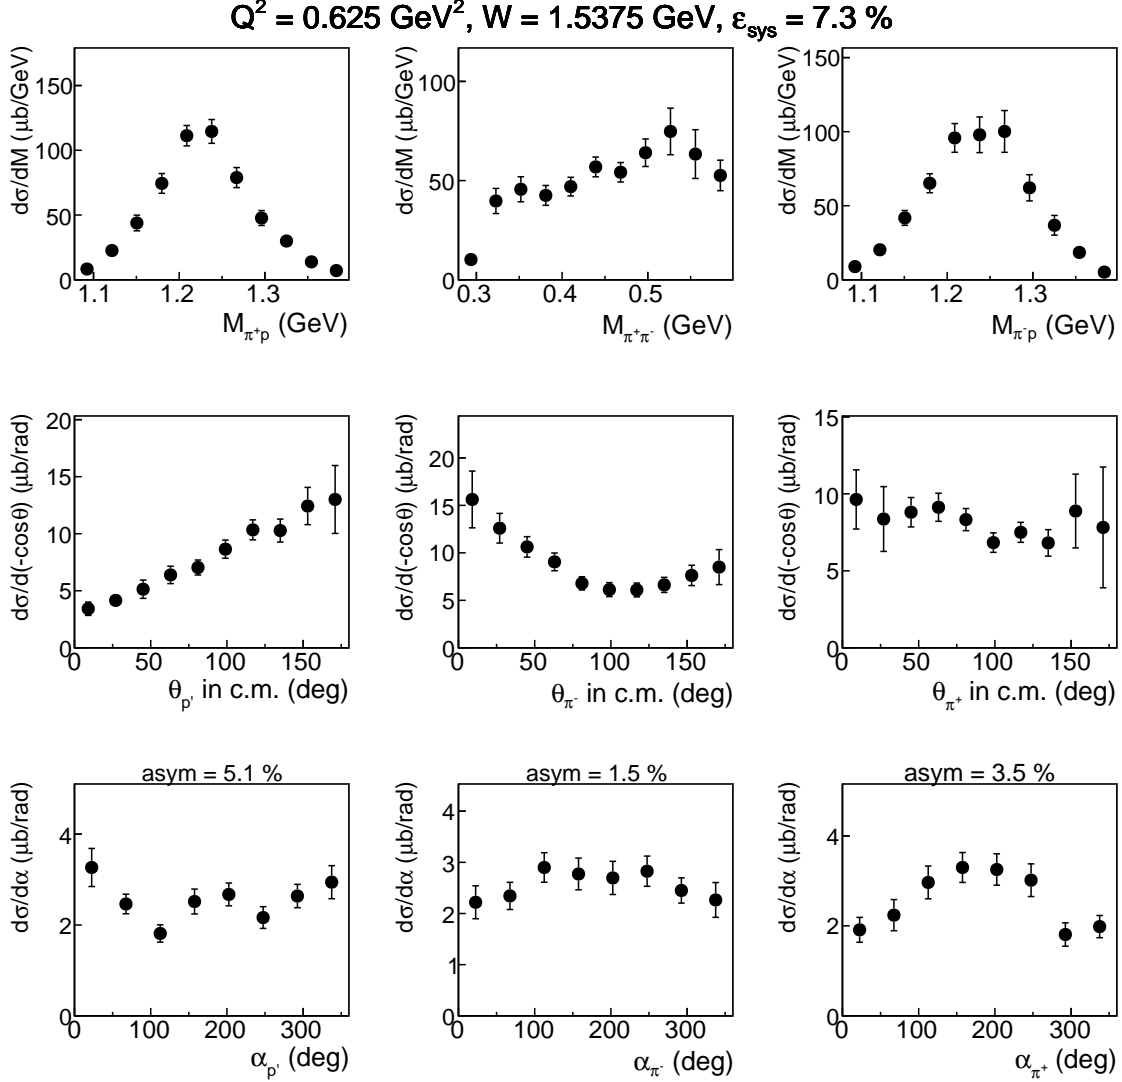 Q² = 0.625 GeV², W = 1.5375 GeV, ε_sys = 7.3 %
dσ/dM (μb/GeV)
150
100
50
0
1.1 1.2 1.3
M_π⁺p (GeV)
dσ/dM (μb/GeV)
100
50
0
0.3 0.4 0.5
M_π⁺π⁻ (GeV)
dσ/dM (μb/GeV)
150
100
50
0
1.1 1.2 1.3
M_π⁻p (GeV)
dσ/d(-cosθ) (μb/rad)
20
15
10
5
0
0 50 100 150
θ_p' in c.m. (deg)
dσ/d(-cosθ) (μb/rad)
20
15
10
5
0
0 50 100 150
θ_π⁻ in c.m. (deg)
dσ/d(-cosθ) (μb/rad)
15
10
5
0
0 50 100 150
θ_π⁺ in c.m. (deg)
asym = 5.1 %
dσ/dα (μb/rad)
4
2
0
0 100 200 300
α_p' (deg)
asym = 1.5 %
dσ/dα (μb/rad)
4
3
2
1
0
0 100 200 300
α_π⁻ (deg)
asym = 3.5 %
dσ/dα (μb/rad)
4
2
0
0 100 200 300
α_π⁺ (deg)